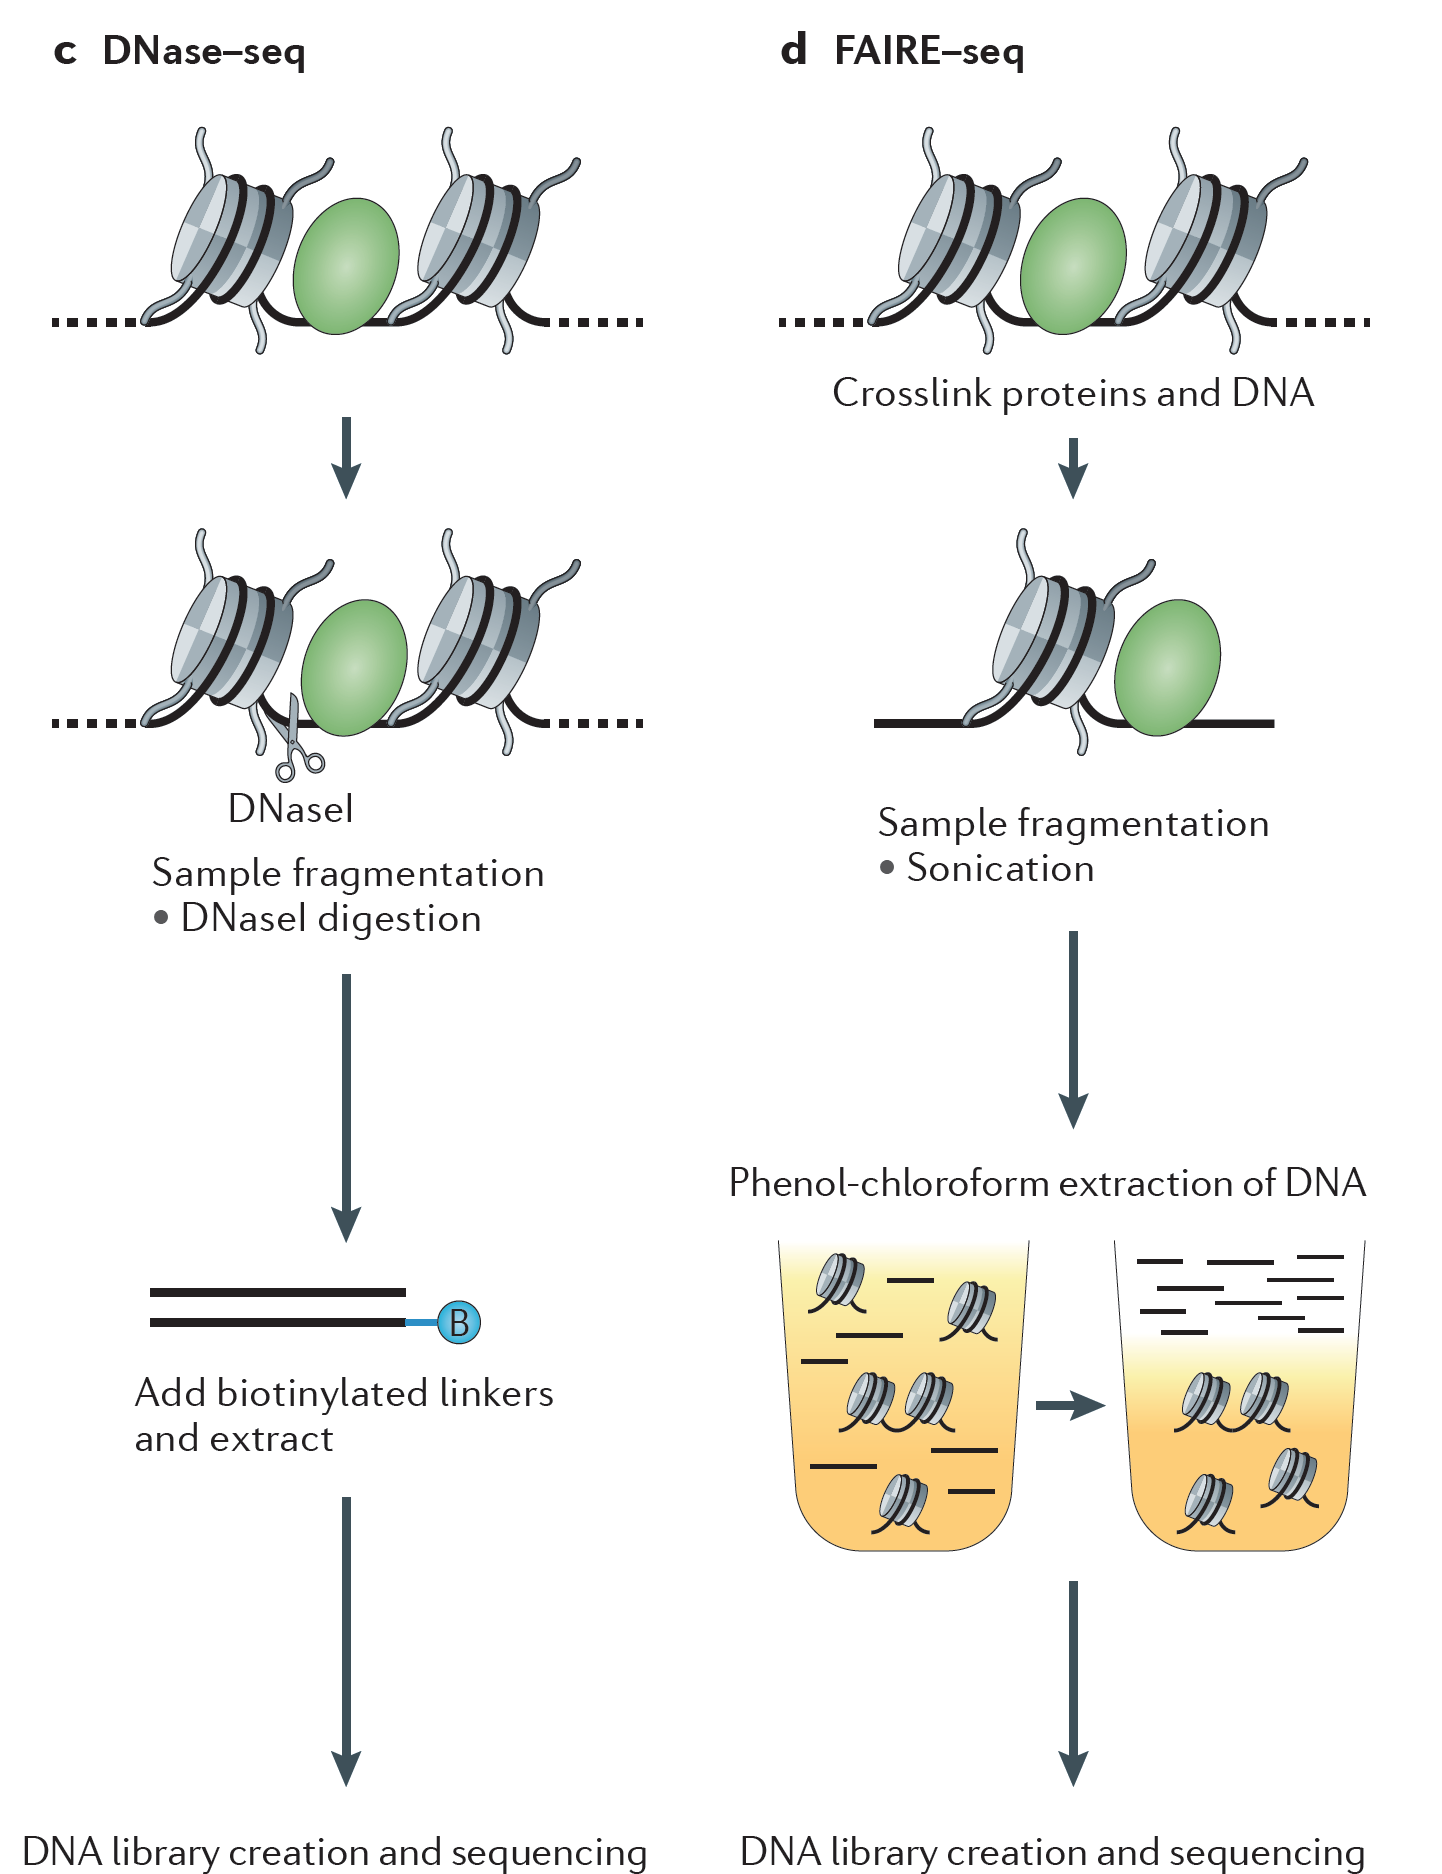 c DNase–seq
DNaseI
Sample fragmentation
• DNaseI digestion
B
Add biotinylated linkers
and extract
DNA library creation and sequencing
d FAIRE–seq
Crosslink proteins and DNA
Sample fragmentation
• Sonication
Phenol-chloroform extraction of DNA
DNA library creation and sequencing